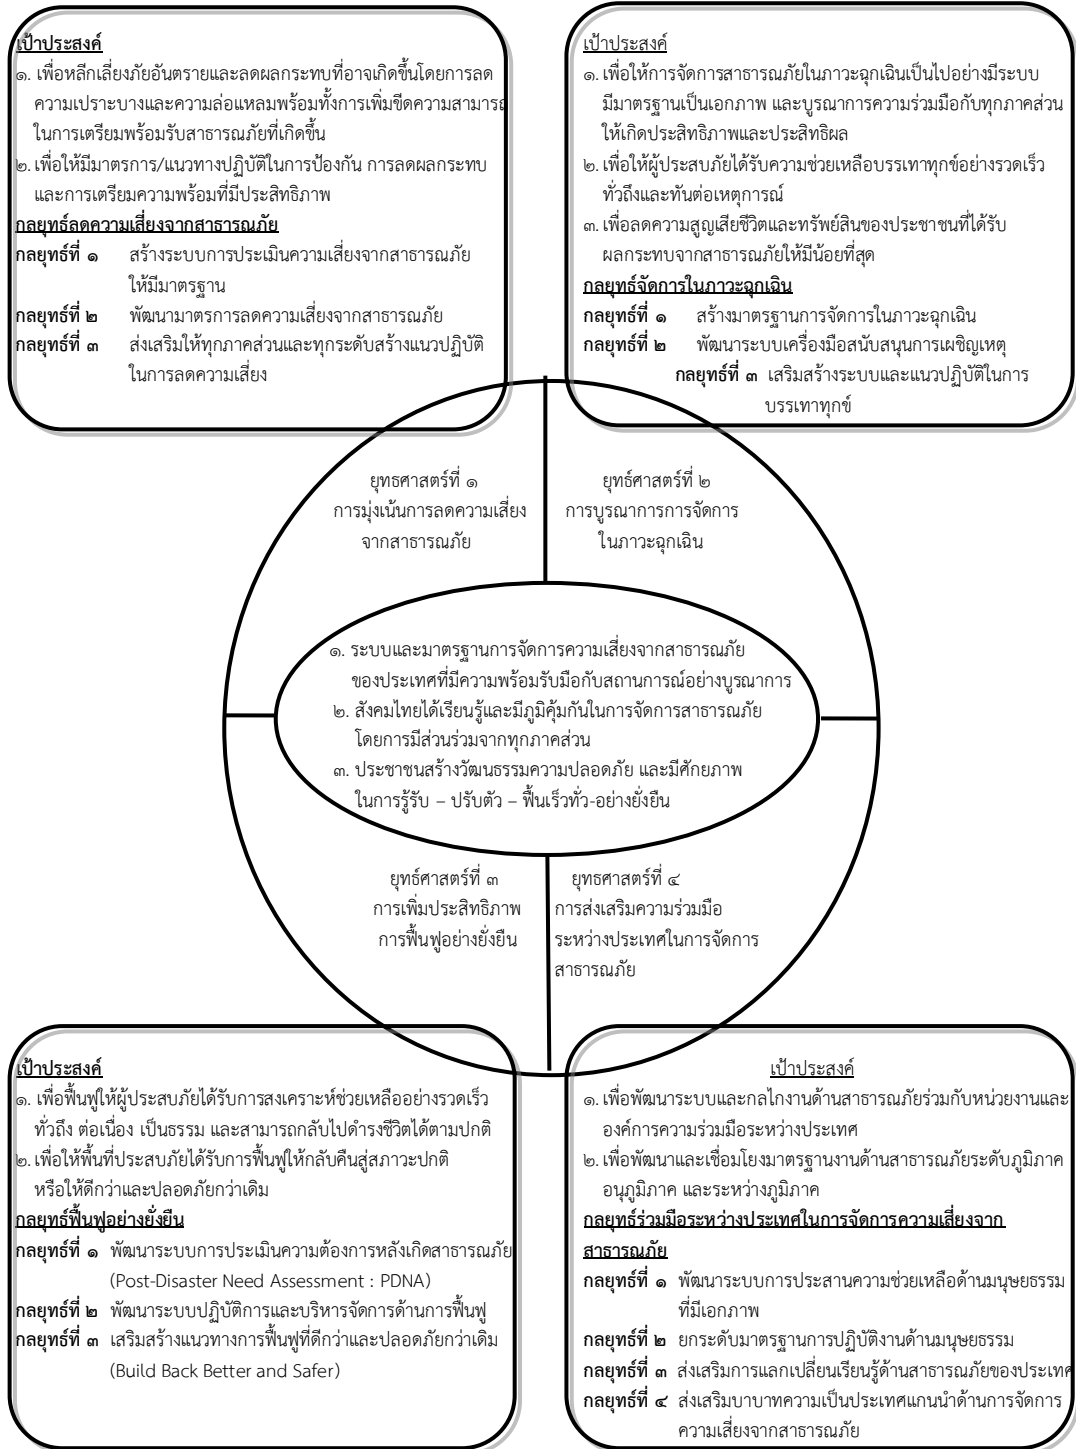 เป้าประสงค์
๑. เพื่อหลีกเลี่ยงภัยอันตรายและลดผลกระทบที่อาจเกิดขึ้นโดยการลด
ความเปราะบางและความล่อแหลมพร้อมทั้งการเพิ่มขีดความสามารถ
ในการเตรียมพร้อมรับสาธารณภัยที่เกิดขึ้น
๒. เพื่อให้มีมาตรการ/แนวทางปฏิบัติในการป้องกัน การลดผลกระทบ
และการเตรียมความพร้อมที่มีประสิทธิภาพ
กลยุทธ์ลดความเสี่ยงจากสาธารณภัย
กลยุทธ์ที่ ๑ สร้างระบบการประเมินความเสี่ยงจากสาธารณภัย
ให้มีมาตรฐาน
กลยุทธ์ที่ ๒ พัฒนามาตรการลดความเสี่ยงจากสาธารณภัย
กลยุทธ์ที่ ๓ ส่งเสริมให้ทุกภาคส่วนและทุกระดับสร้างแนวปฏิบัติ
ในการลดความเสี่ยง
เป้าประสงค์
๑. เพื่อให้การจัดการสาธารณภัยในภาวะฉุกเฉินเป็นไปอย่างมีระบบ
มีมาตรฐานเป็นเอกภาพ และบูรณาการความร่วมมือกับทุกภาคส่วน
ให้เกิดประสิทธิภาพและประสิทธิผล
๒. เพื่อให้ผู้ประสบภัยได้รับความช่วยเหลือบรรเทาทุกข์อย่างรวดเร็ว
ทั่วถึงและทันต่อเหตุการณ์
๓. เพื่อลดความสูญเสียชีวิตและทรัพย์สินของประชาชนที่ได้รับ
ผลกระทบจากสาธารณภัยให้มีน้อยที่สุด
กลยุทธ์จัดการในภาวะฉุกเฉิน
กลยุทธ์ที่ ๑ สร้างมาตรฐานการจัดการในภาวะฉุกเฉิน
กลยุทธ์ที่ ๒ พัฒนาระบบเครื่องมือสนับสนุนการเผชิญเหตุ
กลยุทธ์ที่ ๓ เสริมสร้างระบบและแนวปฏิบัติในการ
บรรเทาทุกข์
ยุทธศาสตร์ที่ ๑
การมุ่งเน้นการลดความเสี่ยง
จากสาธารณภัย
ยุทธ์ศาสตร์ที่ ๒
การบูรณาการการจัดการ
ในภาวะฉุกเฉิน
๑. ระบบและมาตรฐานการจัดการความเสี่ยงจากสาธารณภัย
ของประเทศที่มีความพร้อมรับมือกับสถานการณ์อย่างบูรณาการ
๒. สังคมไทยได้เรียนรู้และมีภูมิคุ้มกันในการจัดการสาธารณภัย
โดยการมีส่วนร่วมจากทุกภาคส่วน
๓. ประชาชนสร้างวัฒนธรรมความปลอดภัย และมีศักยภาพ
ในการรู้รับ – ปรับตัว – ฟื้นเร็วทั่ว-อย่างยั่งยืน
ยุทธ์ศาสตร์ที่ ๓
การเพิ่มประสิทธิภาพ
การฟื้นฟูอย่างยั่งยืน
ยุทธศาสตร์ที่ ๔
การส่งเสริมความร่วมมือ
ระหว่างประเทศในการจัดการ
สาธารณภัย
เป้าประสงค์
๑. เพื่อฟื้นฟูให้ผู้ประสบภัยได้รับการสงเคราะห์ช่วยเหลืออย่างรวดเร็ว
ทั่วถึง ต่อเนื่อง เป็นธรรม และสามารถกลับไปดำรงชีวิตได้ตามปกติ
๒. เพื่อให้พื้นที่ประสบภัยได้รับการฟื้นฟูให้กลับคืนสู่สภาวะปกติ
หรือให้ดีกว่าและปลอดภัยกว่าเดิม
กลยุทธ์ฟื้นฟูอย่างยั่งยืน
กลยุทธ์ที่ ๑ พัฒนาระบบการประเมินความต้องการหลังเกิดสาธารณภัย
(Post-Disaster Need Assessment : PDNA)
กลยุทธ์ที่ ๒ พัฒนาระบบปฏิบัติการและบริหารจัดการด้านการฟื้นฟู
กลยุทธ์ที่ ๓ เสริมสร้างแนวทางการฟื้นฟูที่ดีกว่าและปลอดภัยกว่าเดิม
(Build Back Better and Safer)
เป้าประสงค์
๑. เพื่อพัฒนาระบบและกลไกงานด้านสาธารณภัยร่วมกับหน่วยงานและ
องค์การความร่วมมือระหว่างประเทศ
๒. เพื่อพัฒนาและเชื่อมโยงมาตรฐานงานด้านสาธารณภัยระดับภูมิภาค
อนุภูมิภาค และระหว่างภูมิภาค
กลยุทธ์ร่วมมือระหว่างประเทศในการจัดการความเสี่ยงจาก
สาธารณภัย
กลยุทธ์ที่ ๑ พัฒนาระบบการประสานความช่วยเหลือด้านมนุษยธรรม
ที่มีเอกภาพ
กลยุทธ์ที่ ๒ ยกระดับมาตรฐานการปฏิบัติงานด้านมนุษยธรรม
กลยุทธ์ที่ ๓ ส่งเสริมการแลกเปลี่ยนเรียนรู้ด้านสาธารณภัยของประเทศ
กลยุทธ์ที่ ๔ ส่งเสริมบาบาทความเป็นประเทศแกนนำด้านการจัดการ
ความเสี่ยงจากสาธารณภัย